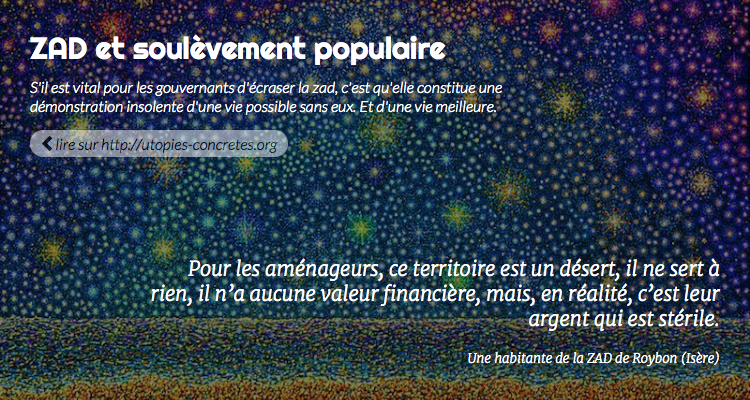 ZAD et soulèvement populaire
S'il est vital pour les gouvernants d'écraser la zad, c'est qu'elle constitue une
démonstration insolente d'une vie possible sans eux. Et d'une vie meilleure.
lire sur http://utopies-concretes.org
Pour les aménageurs, ce territoire est un désert, il ne sert à
rien, il n’a aucune valeur financière, mais, en réalité, c’est leur
argent qui est stérile.
Une habitante de la ZAD de Roybon (Isère)